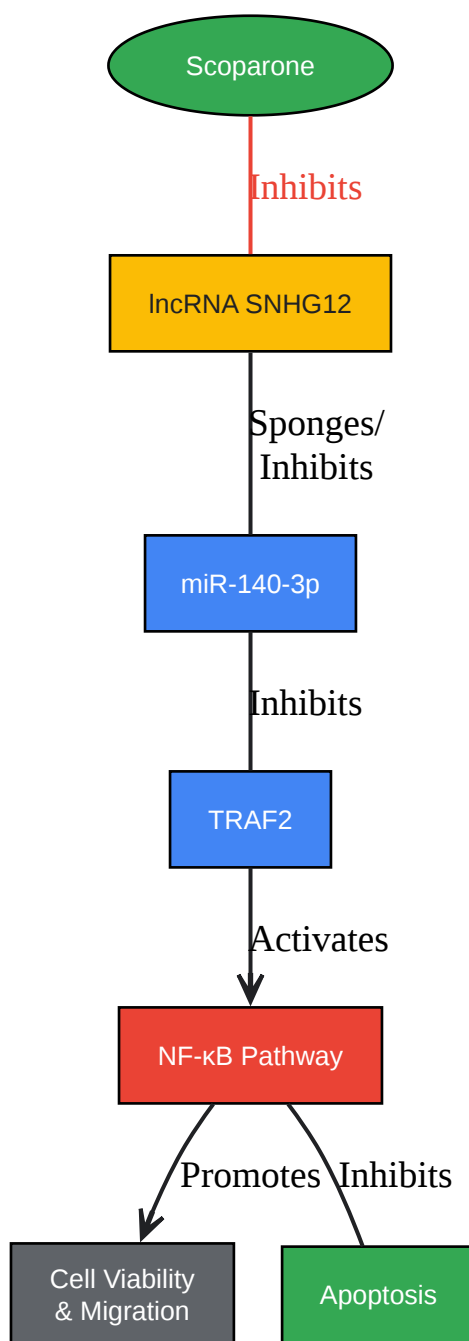 Scoparone
Inhibits
lncRNA SNHG12
Sponges/
Inhibits
miR-140-3p
Inhibits
TRAF2
Activates
NF-κB Pathway
Promotes
Inhibits
Cell Viability
& Migration
Apoptosis